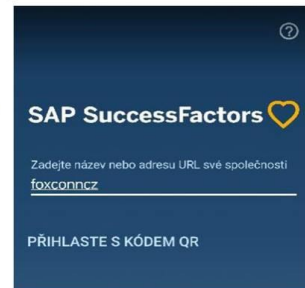 SAP SuccessFactors
Zadejte název nebo adresu URL své společnosti
foxconncz
PŘIHLASTE S KÓDEM QR